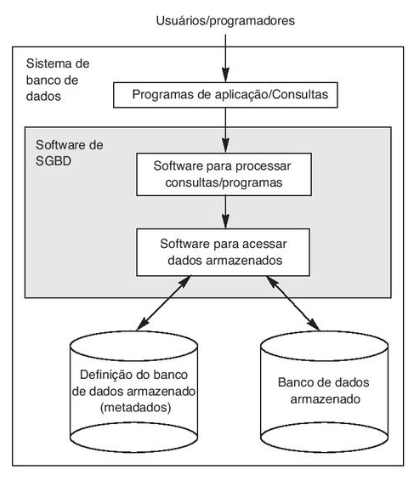 Usuários/programadores
Sistema de
banco de
dados
Programas de aplicação/Consultas
Software de
SGBD
Software para processar
consultas/programas
Software para acessar
dados armazenados
Definição do banco
de dados armazenado
(metadados)
Banco de dados
armazenado